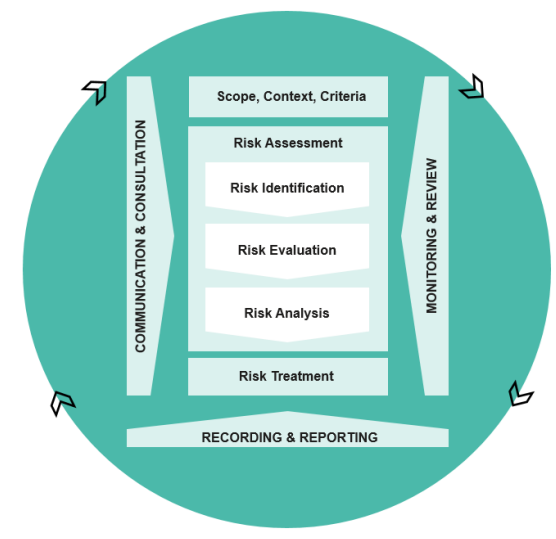 Scope, Context, Criteria
Risk Assessment
Risk Identification
Risk Evaluation
Risk Analysis
Risk Treatment
COMMUNICATION & CONSULTATION
MONITORING & REVIEW
RECORDING & REPORTING